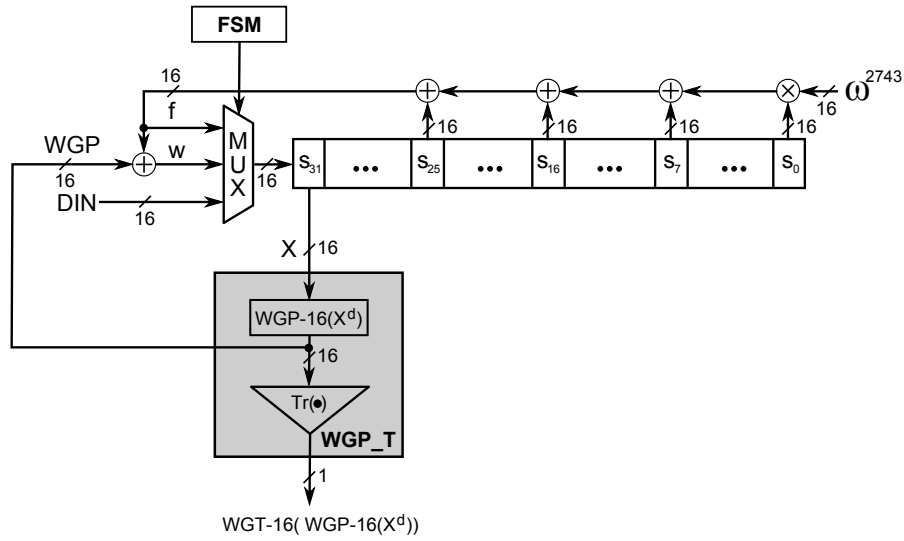 FSM
16
16
16
16
16
16
ω^2743
f
WGP
16
w
MUX
16
DIN
16
S31 ••• S25 ••• S16 ••• S7 ••• S0
X 16
WGP-16(X^d)
16
Tr(•)
WGP_T
1
WGT-16( WGP-16(X^d))